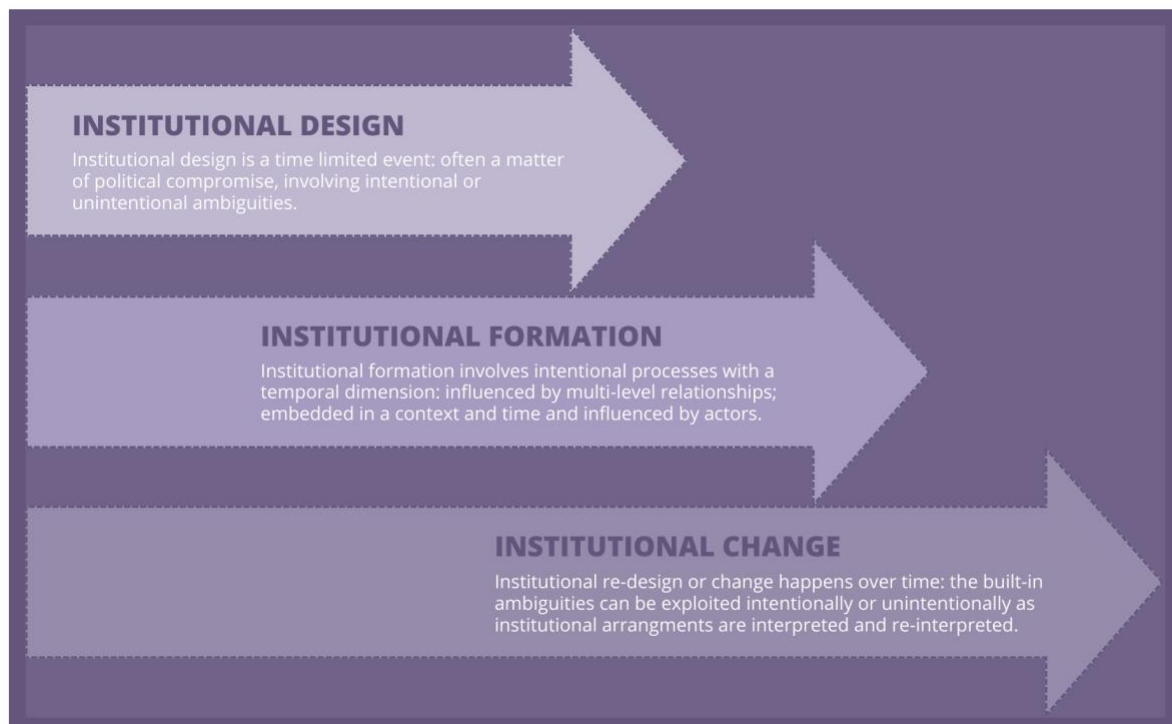 INSTITUTIONAL DESIGN
Institutional design is a time limited event: often a matter
of political compromise, involving intentional or
unintentional ambiguities.
INSTITUTIONAL FORMATION
Institutional formation involves intentional processes with a
temporal dimension: influenced by multi-level relationships;
embedded in a context and time and influenced by actors.
INSTITUTIONAL CHANGE
Institutional re-design or change happens over time: the built-in
ambiguities can be exploited intentionally or unintentionally as
institutional arrangments are interpreted and re-interpreted.